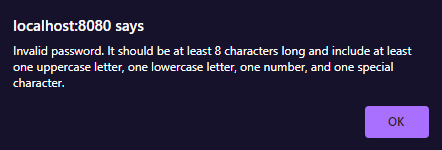 localhost:8080 says
Invalid password. It should be at least 8 characters long and include at least
one uppercase letter, one lowercase letter, one number, and one special
character.
OK